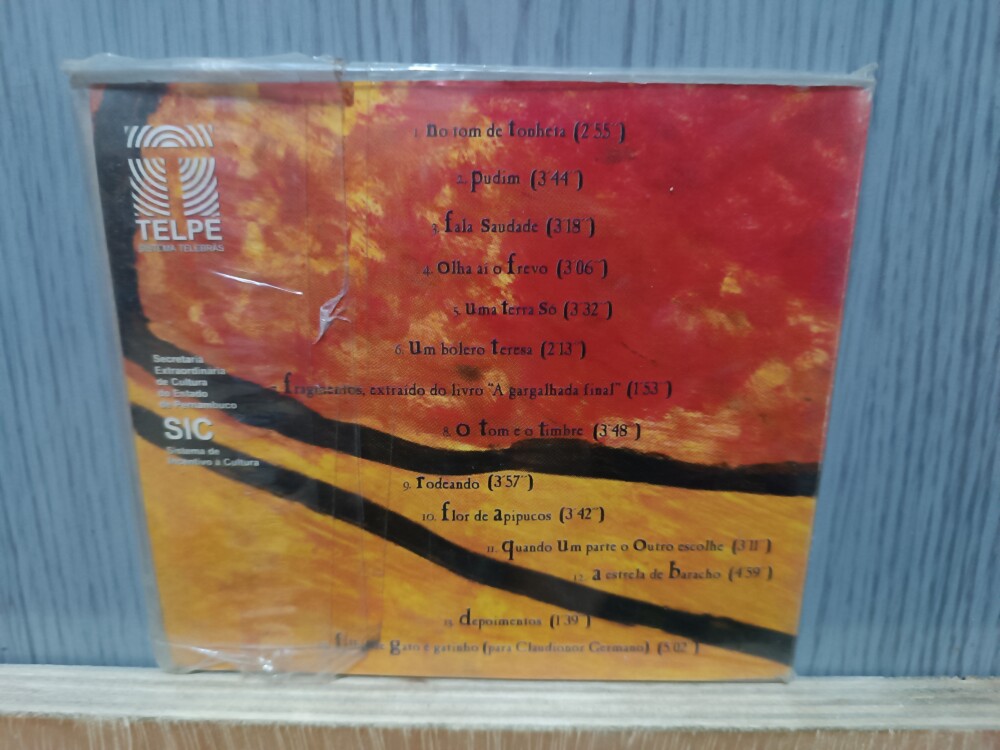 TELPE
SISTEMA TELEBRÁS
Secretaria
Extraordinária
de Cultura
do Estado
de Pernambuco
SIC
Sistema de
Incentivo à Cultura
1. No tom de tonheta (2'55")
2. Pudim (3'44")
3. fala Saudade (3'18")
4. Olha aí o frevo (3'06")
5. Uma terra Só (3'32")
6. Um bolero teresa (2'13")
7. fragmentos, extraído do livro "A gargalhada final" (1'53")
8. O tom e o timbre (3'48")
9. rodeando (3'57")
10. flor de apipucos (3'42")
11. quando Um parte o Outro escolhe (3'11")
12. a estrela de baracho (4'59")
13. depoimentos (1'39")
gato e gatinho (para Claudionor Germano) (5'02")